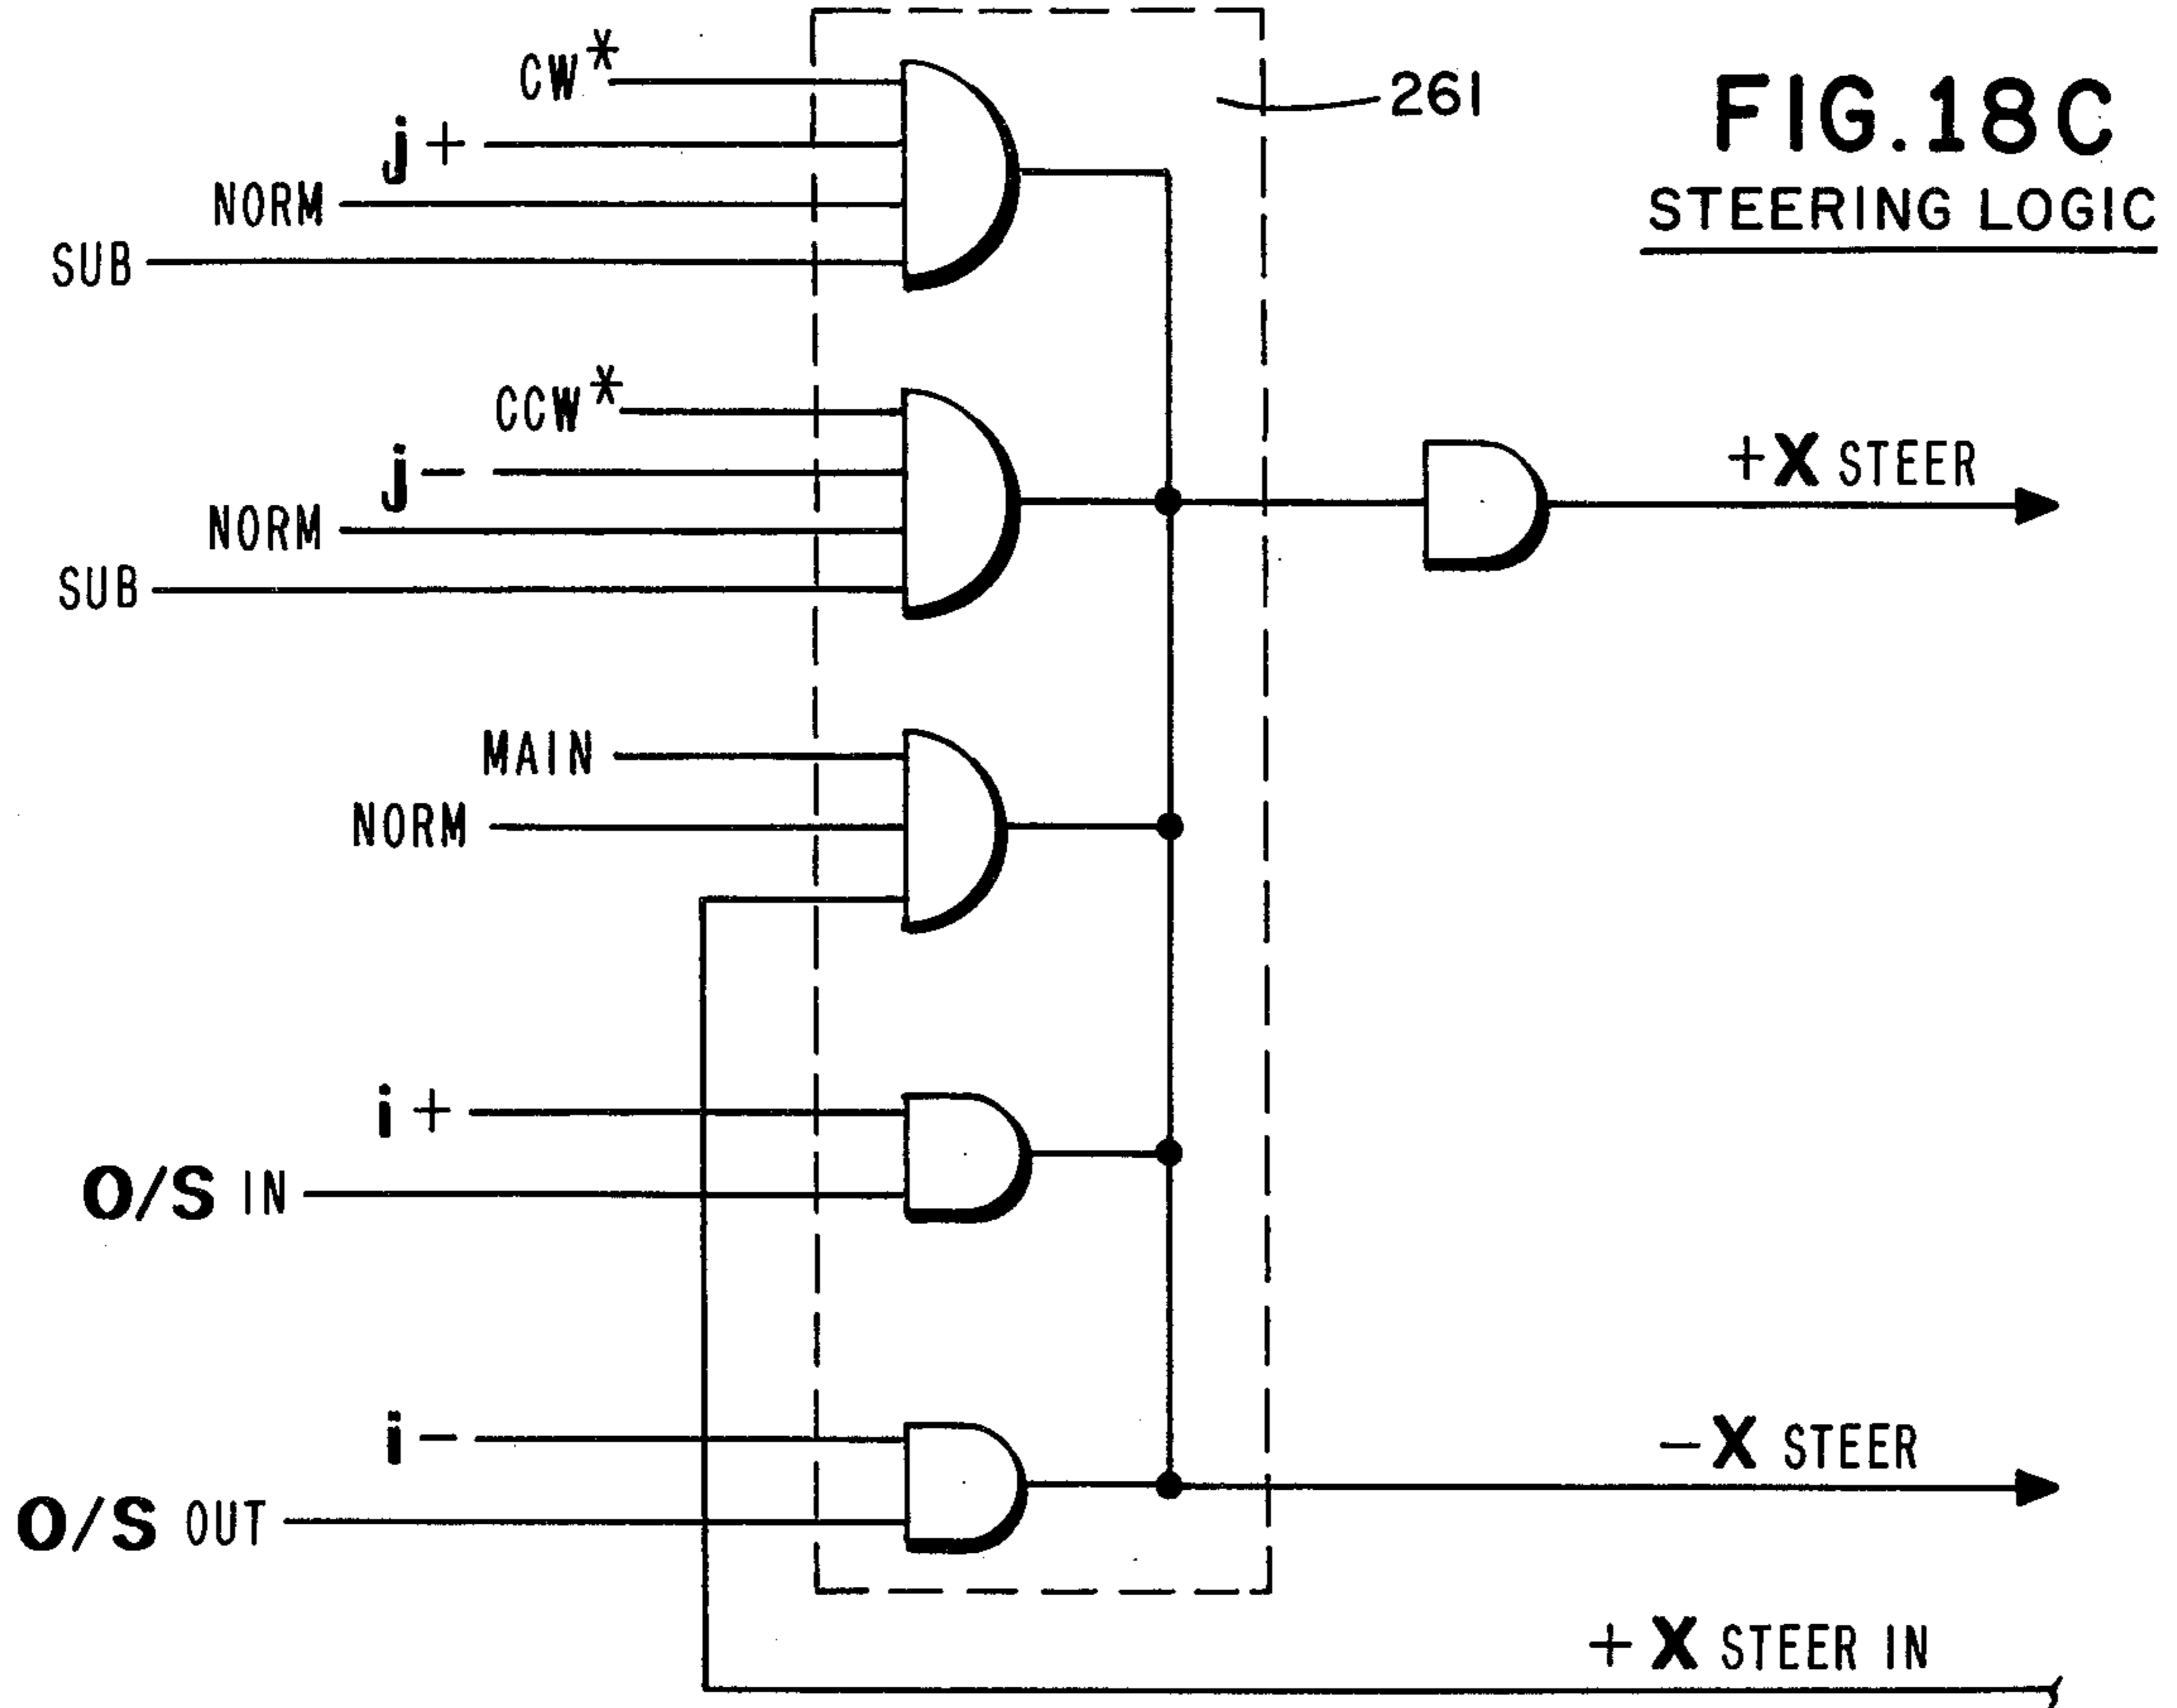 FIG.18C
STEERING LOGIC
261
CW*
j+
NORM
SUB
CCW*
j-
NORM
SUB
+X STEER
MAIN
NORM
i+
O/S IN
i-
O/S OUT
-X STEER
+X STEER IN